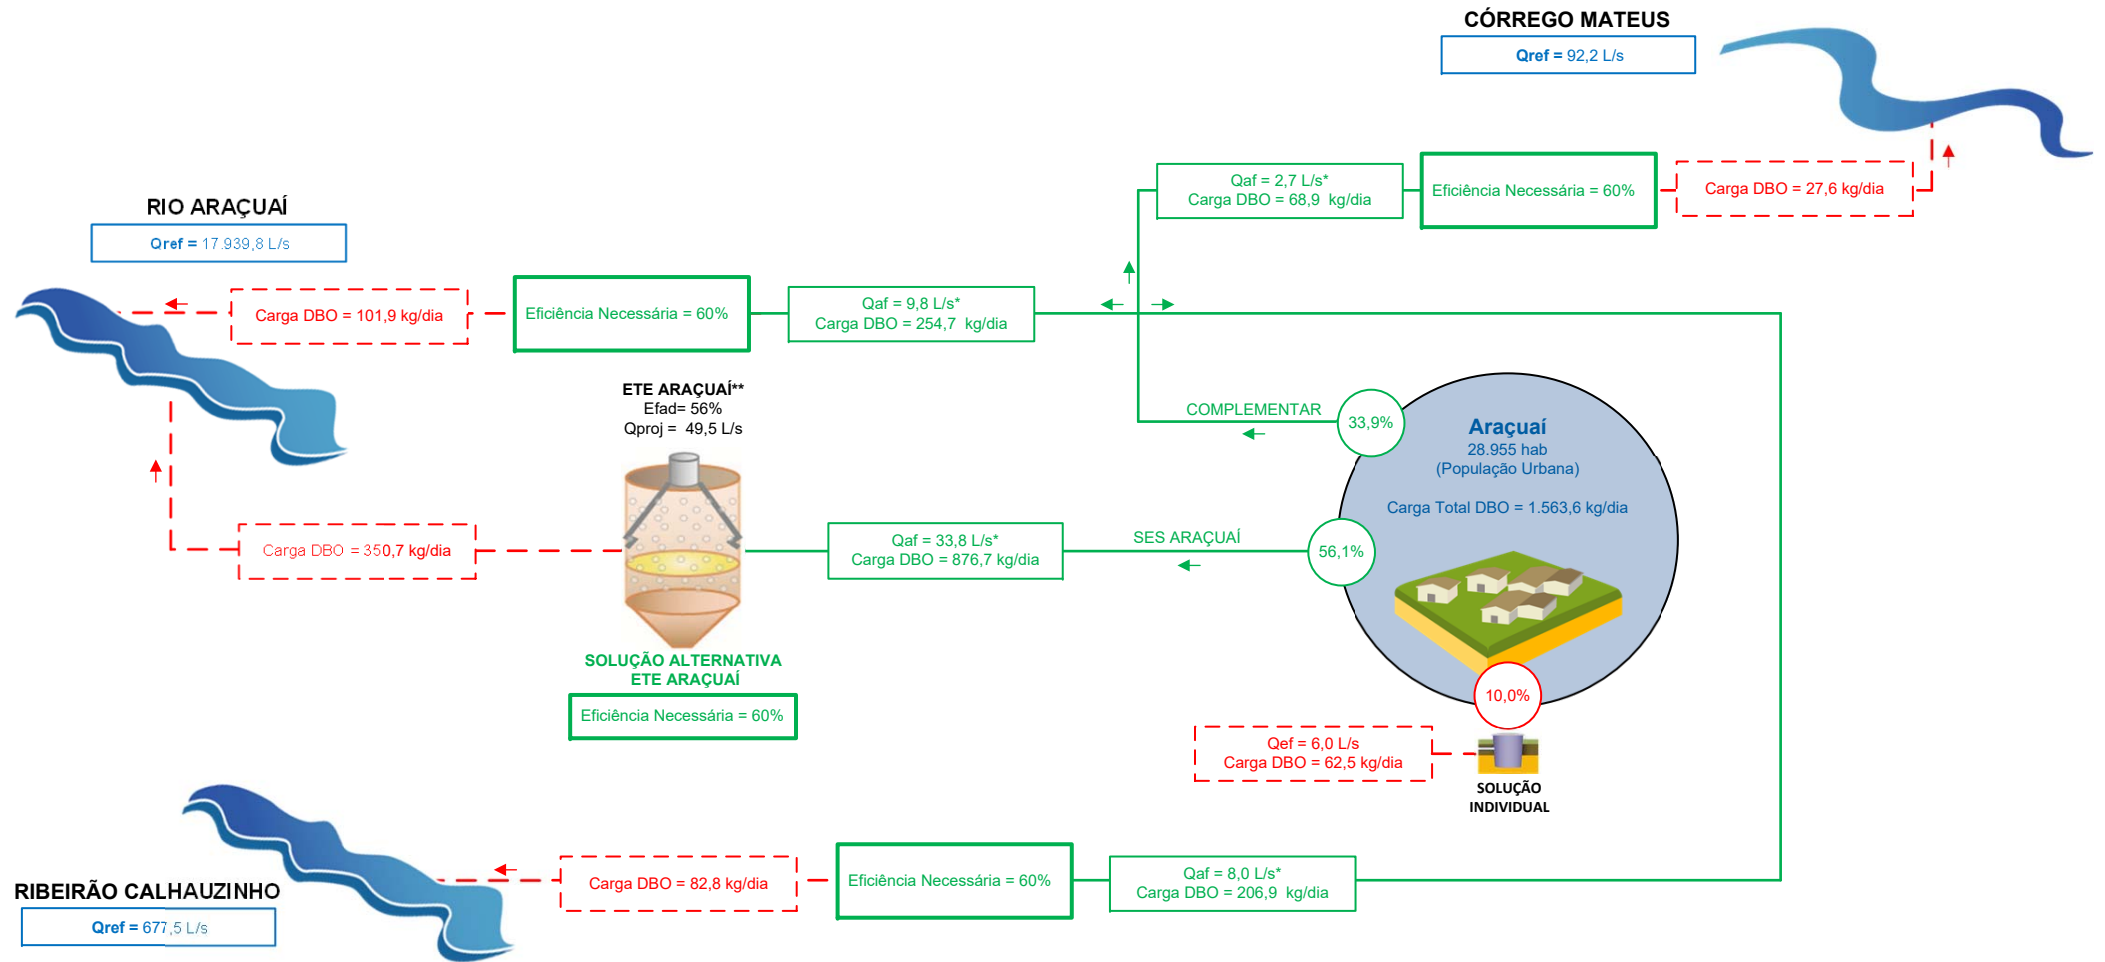 CÓRREGO MATEUS
Qref = 92,2 L/s
Qaf = 2,7 L/s*
Carga DBO = 68,9 kg/dia
Eficiência Necessária = 60%
Carga DBO = 27,6 kg/dia
RIO ARAÇUAÍ
Qref = 17.939,8 L/s
Carga DBO = 101,9 kg/dia
Eficiência Necessária = 60%
Qaf = 9,8 L/s*
Carga DBO = 254,7 kg/dia
ETE ARAÇUAÍ**
Efad= 56%
Qproj = 49,5 L/s
COMPLEMENTAR
33,9%
Araçuaí
28.955 hab
(População Urbana)
Carga Total DBO = 1.563,6 kg/dia
Carga DBO = 350,7 kg/dia
Qaf = 33,8 L/s*
Carga DBO = 876,7 kg/dia
SES ARAÇUAÍ
56,1%
SOLUÇÃO ALTERNATIVA
ETE ARAÇUAÍ
Eficiência Necessária = 60%
10,0%
Qef = 6,0 L/s
Carga DBO = 62,5 kg/dia
SOLUÇÃO
INDIVIDUAL
RIBEIRÃO CALHAUZINHO
Qref = 677,5 L/s
Carga DBO = 82,8 kg/dia
Eficiência Necessária = 60%
Qaf = 8,0 L/s*
Carga DBO = 206,9 kg/dia